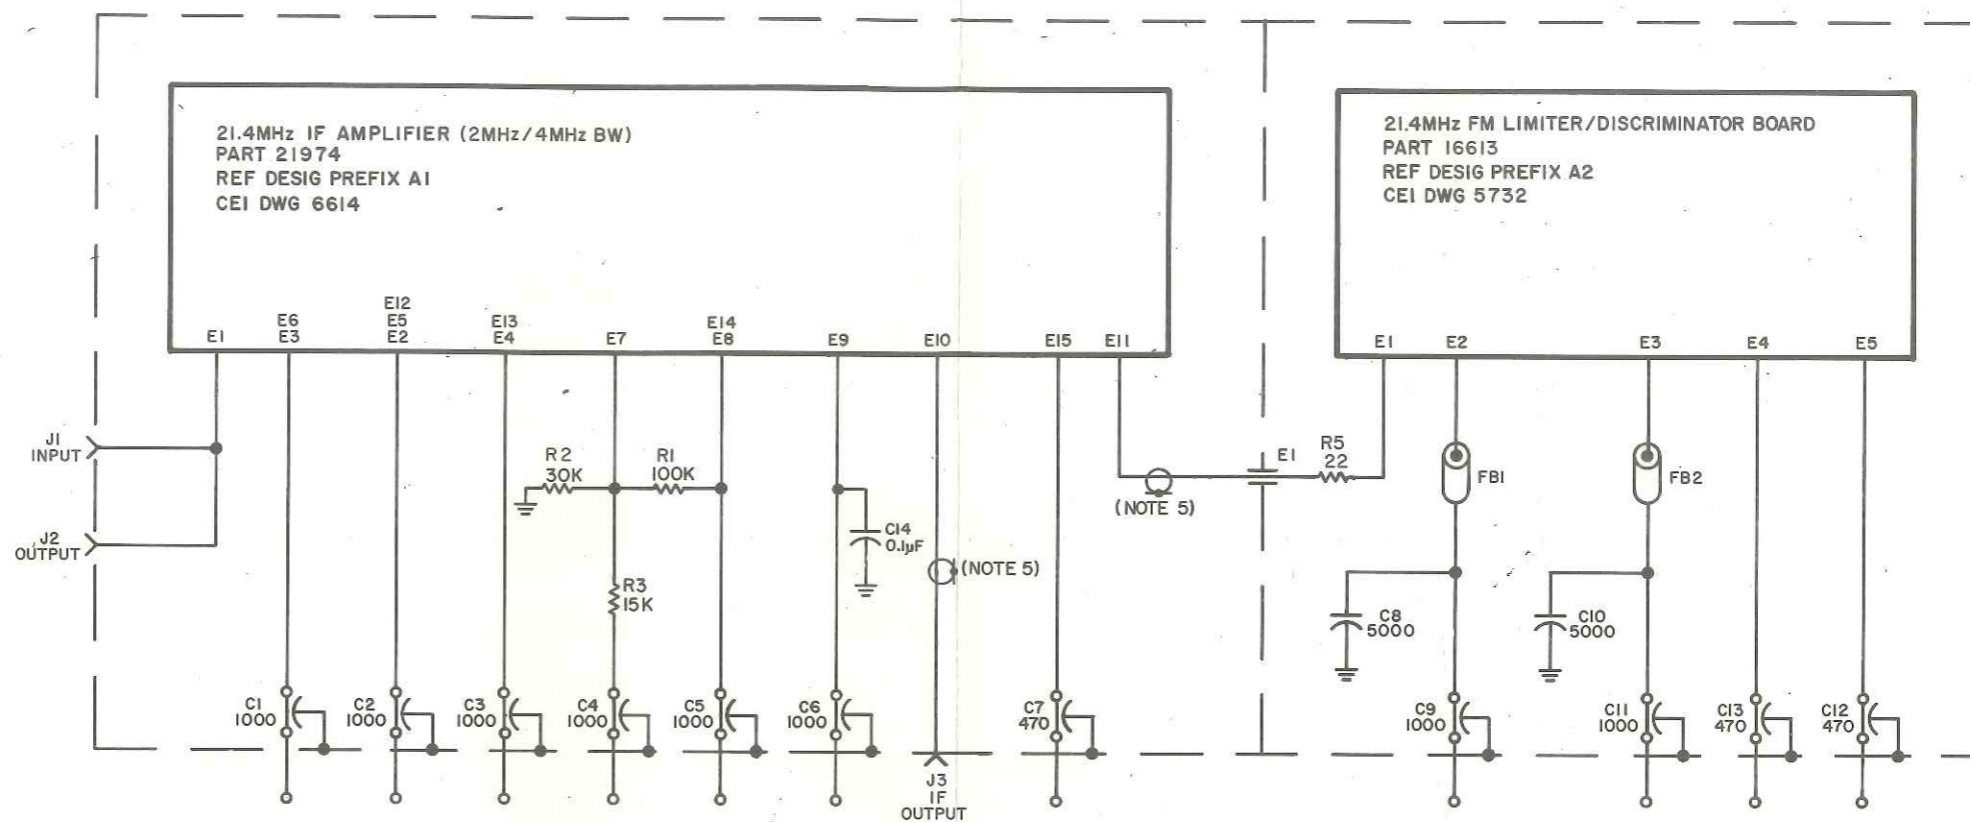 21.4MHz IF AMPLIFIER (2MHz/4MHz BW)
PART 21974
REF DESIG PREFIX A1
CEI DWG 6614
21.4MHz FM LIMITER/DISCRIMINATOR BOARD
PART 16613
REF DESIG PREFIX A2
CEI DWG 5732
E1
E6
E3
E12
E5
E2
E13
E4
E7
E14
E8
E9
E10
E15
E11
E1
E2
E3
E4
E5
J1
INPUT
J2
OUTPUT
R2
30K
R1
100K
R3
15K
C14
0.1µF
(NOTE 5)
(NOTE 5)
E1
R5
22
FB1
FB2
C8
5000
C10
5000
C1
1000
C2
1000
C3
1000
C4
1000
C5
1000
C6
1000
C7
470
C9
1000
C11
1000
C13
470
C12
470
J3
IF
OUTPUT